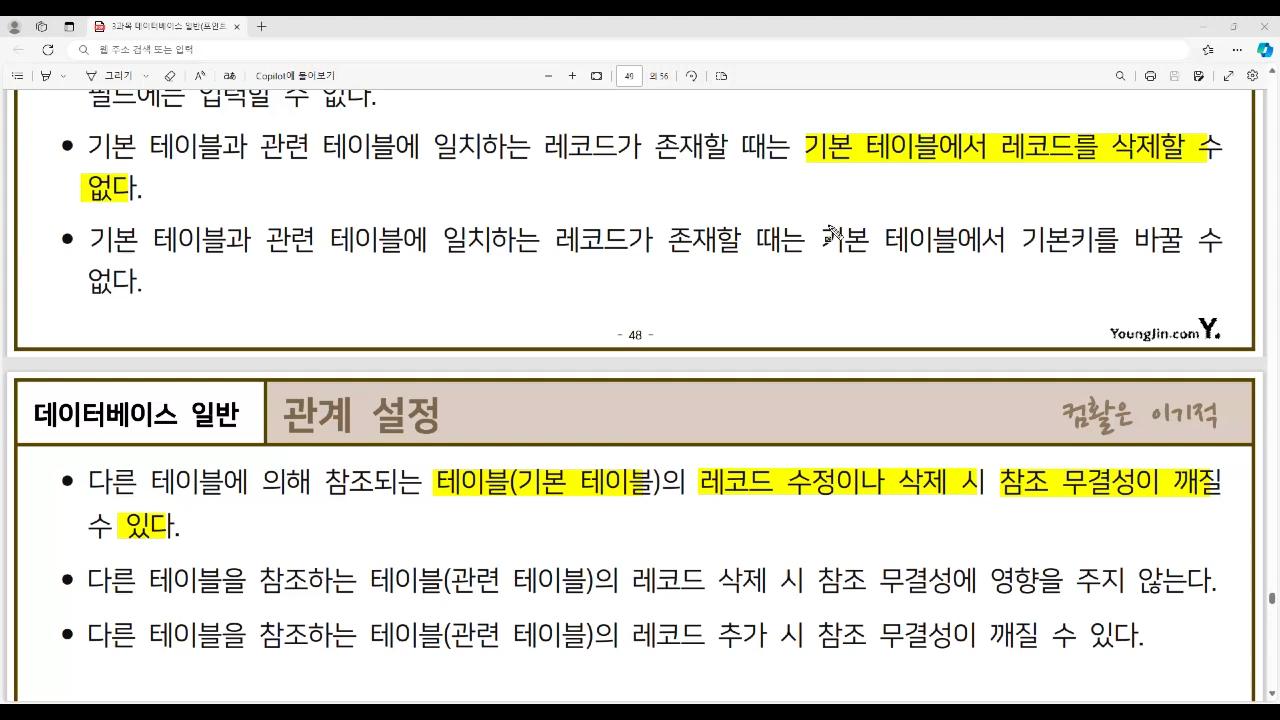 3과목 데이터베이스 일반(포인트
웹 주소 검색 또는 입력
그리기
Copilot에 물어보기
49 의 56
필드에는 입력할 수 없다.
• 기본 테이블과 관련 테이블에 일치하는 레코드가 존재할 때는 기본 테이블에서 레코드를 삭제할 수
없다.
• 기본 테이블과 관련 테이블에 일치하는 레코드가 존재할 때는 기본 테이블에서 기본키를 바꿀 수
없다.
- 48 -
YoungJin.com Y.
데이터베이스 일반
관계 설정
컴활은 이기적
• 다른 테이블에 의해 참조되는 테이블(기본 테이블)의 레코드 수정이나 삭제 시 참조 무결성이 깨질
수 있다.
• 다른 테이블을 참조하는 테이블(관련 테이블)의 레코드 삭제 시 참조 무결성에 영향을 주지 않는다.
• 다른 테이블을 참조하는 테이블(관련 테이블)의 레코드 추가 시 참조 무결성이 깨질 수 있다.